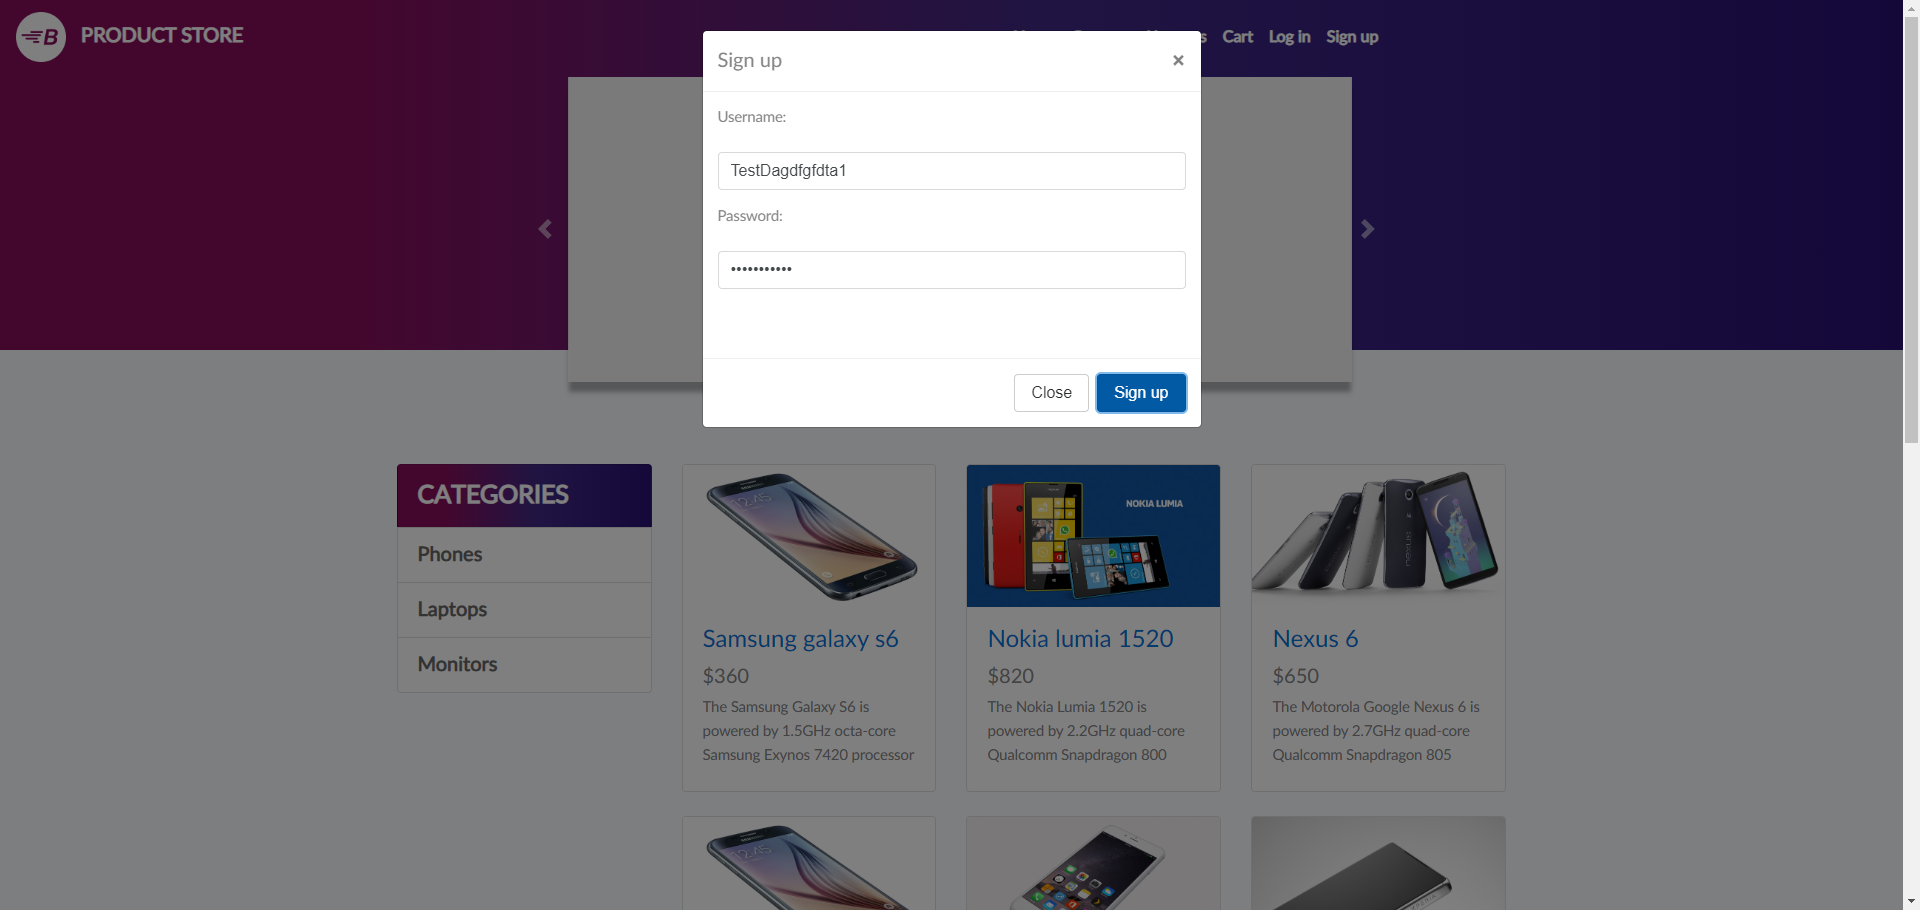 PRODUCT STORE
Cart
Log in
Sign up
Sign up
×
Username:
TestDagdfgfdta1
Password:
•••••••••••
Close
Sign up
CATEGORIES
Phones
Laptops
Monitors
NOKIA LUMIA
nexus
Samsung galaxy s6
$360
The Samsung Galaxy S6 is
powered by 1.5GHz octa-core
Samsung Exynos 7420 processor
Nokia lumia 1520
$820
The Nokia Lumia 1520 is
powered by 2.2GHz quad-core
Qualcomm Snapdragon 800
Nexus 6
$650
The Motorola Google Nexus 6 is
powered by 2.7GHz quad-core
Qualcomm Snapdragon 805